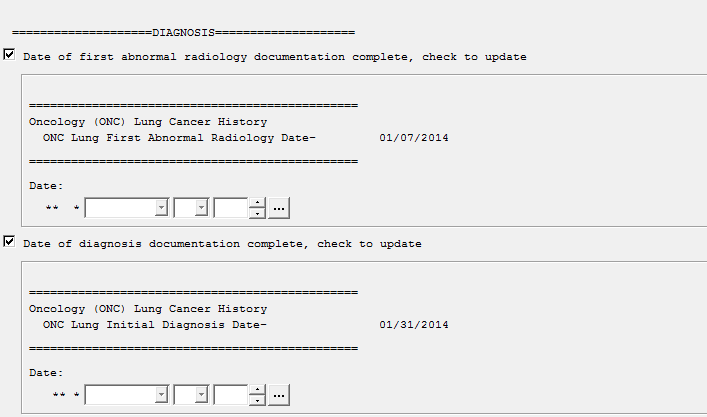 ====================DIAGNOSIS====================
Date of first abnormal radiology documentation complete, check to update
===============================================
Oncology (ONC) Lung Cancer History
ONC Lung First Abnormal Radiology Date- 01/07/2014
===============================================
Date:
** *
...
Date of diagnosis documentation complete, check to update
===============================================
Oncology (ONC) Lung Cancer History
ONC Lung Initial Diagnosis Date- 01/31/2014
===============================================
Date:
** *
...